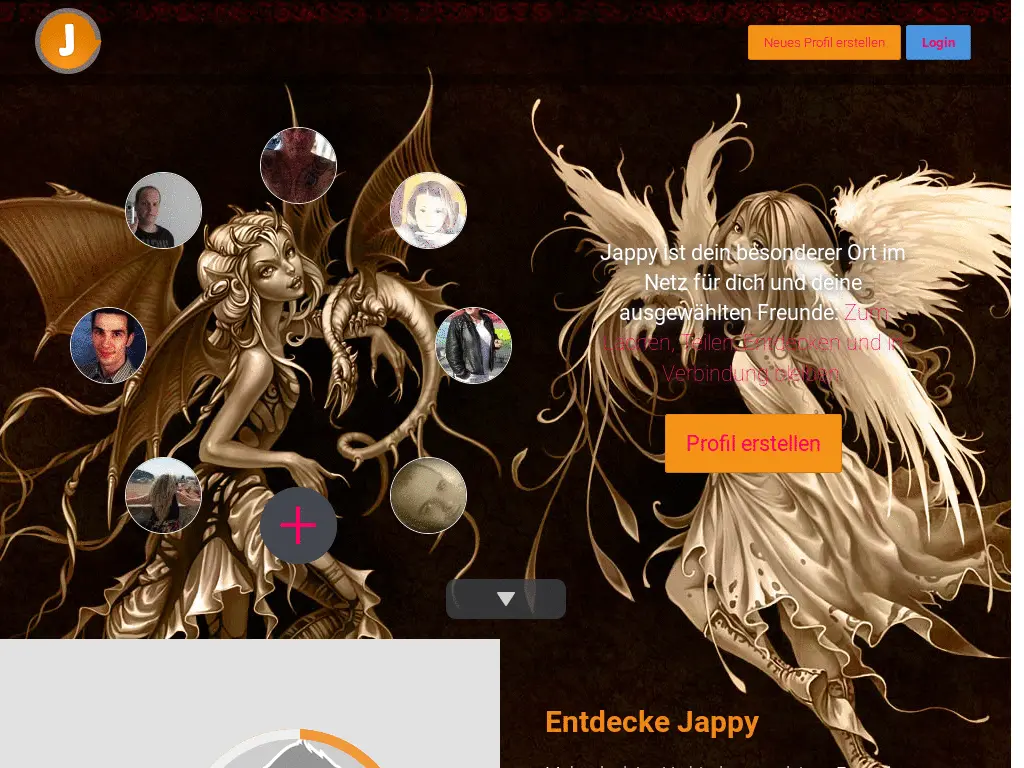 J
Neues Profil erstellen
Login
Jappy ist dein besonderer Ort im
Netz für dich und deine
ausgewählten Freunde. Zum
Lachen, Teilen, Entdecken und in
Verbindung bleiben.
Profil erstellen
Entdecke Jappy